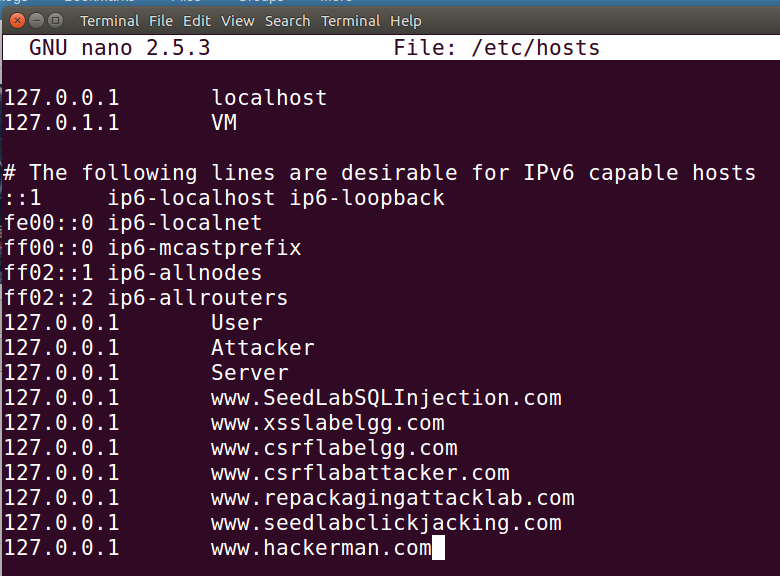 Terminal File Edit View Search Terminal Help
GNU nano 2.5.3 File: /etc/hosts
127.0.0.1 localhost
127.0.1.1 VM
# The following lines are desirable for IPv6 capable hosts
::1 ip6-localhost ip6-loopback
fe00::0 ip6-localnet
ff00::0 ip6-mcastprefix
ff02::1 ip6-allnodes
ff02::2 ip6-allrouters
127.0.0.1 User
127.0.0.1 Attacker
127.0.0.1 Server
127.0.0.1 www.SeedLabSQLInjection.com
127.0.0.1 www.xsslabelgg.com
127.0.0.1 www.csrflabelgg.com
127.0.0.1 www.csrflabattacker.com
127.0.0.1 www.repackagingattacklab.com
127.0.0.1 www.seedlabclickjacking.com
127.0.0.1 www.hackerman.com